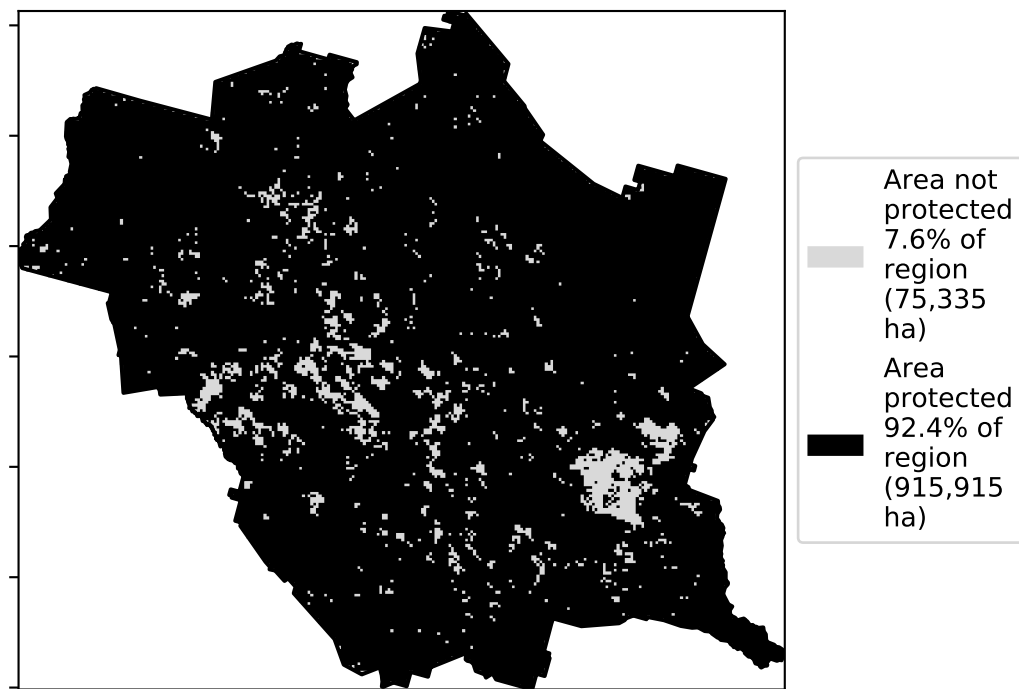 Area not
protected
7.6% of
region
(75,335
ha)
Area
protected
92.4% of
region
(915,915
ha)